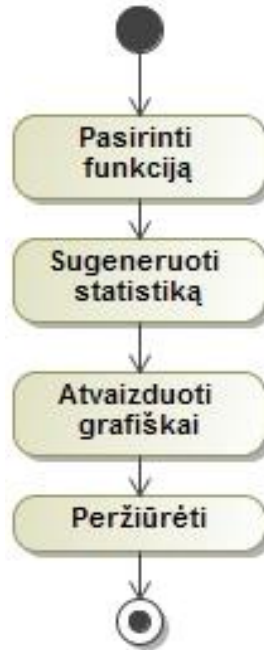 Pasirinti
funkciją
Sugeneruoti
statistiką
Atvaizduoti
grafiškai
Peržiūrėti